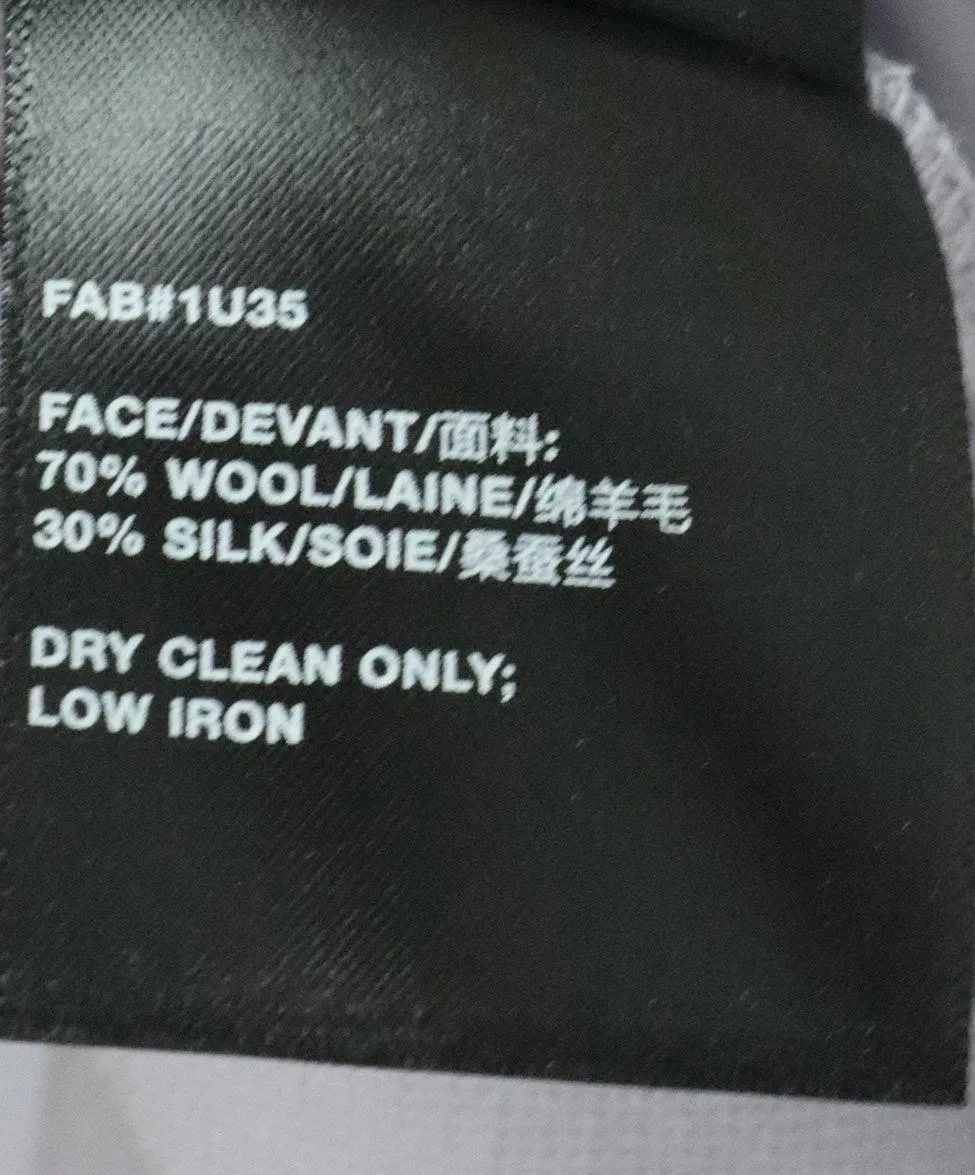 FAB#1U35
FACE/DEVANT/面料:
70% WOOL/LAINE/绵羊毛
30% SILK/SOIE/桑蚕丝
DRY CLEAN ONLY;
LOW IRON